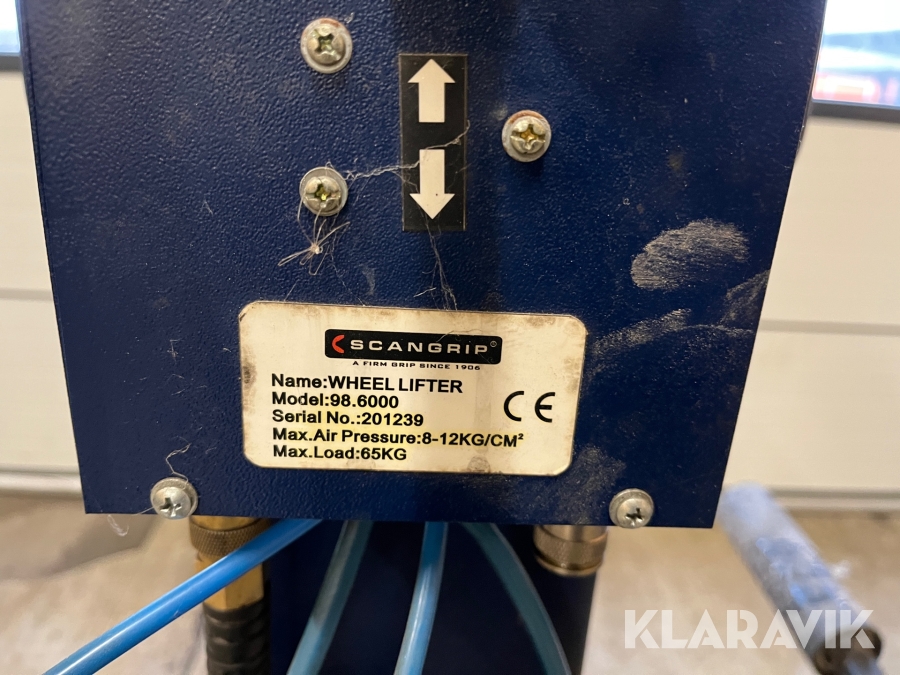 SCANGRIP®
A FIRM GRIP SINCE 1906
Name:WHEEL LIFTER
Model:98.6000
CE
Serial No.:201239
Max.Air Pressure:8-12KG/CM²
Max.Load:65KG
KLARAVIK